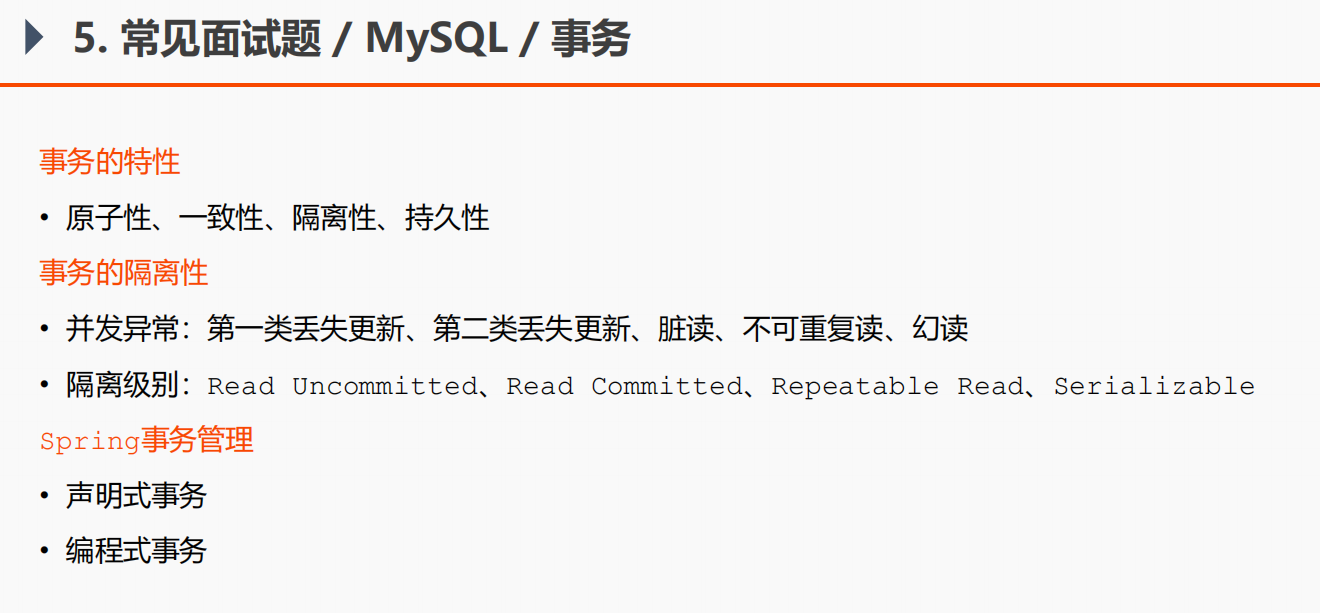 5. 常见面试题 / MySQL / 事务
事务的特性
• 原子性、一致性、隔离性、持久性
事务的隔离性
• 并发异常：第一类丢失更新、第二类丢失更新、脏读、不可重复读、幻读
• 隔离级别：Read Uncommitted、Read Committed、Repeatable Read、Serializable
Spring事务管理
• 声明式事务
• 编程式事务